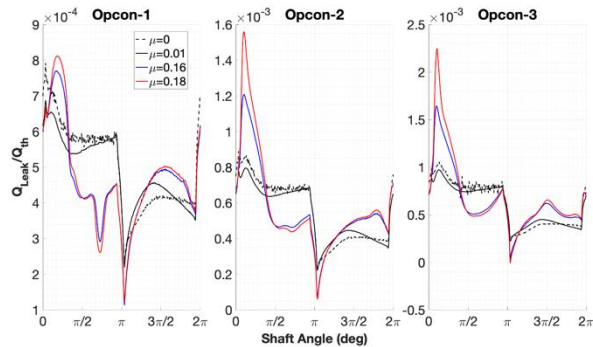 Opcon-1
Opcon-2
Opcon-3
×10⁻⁴
×10⁻³
×10⁻³
μ=0
μ=0.01
μ=0.16
μ=0.18
Q_Leak/Q_th
9
8
7
6
5
4
3
2
1
1.6
1.4
1.2
1
0.8
0.6
0.4
0.2
0
2.5
2
1.5
1
0.5
0
-0.5
0 π/2 π 3π/2 2π
0 π/2 π 3π/2 2π
0 π/2 π 3π/2 2π
Shaft Angle (deg)